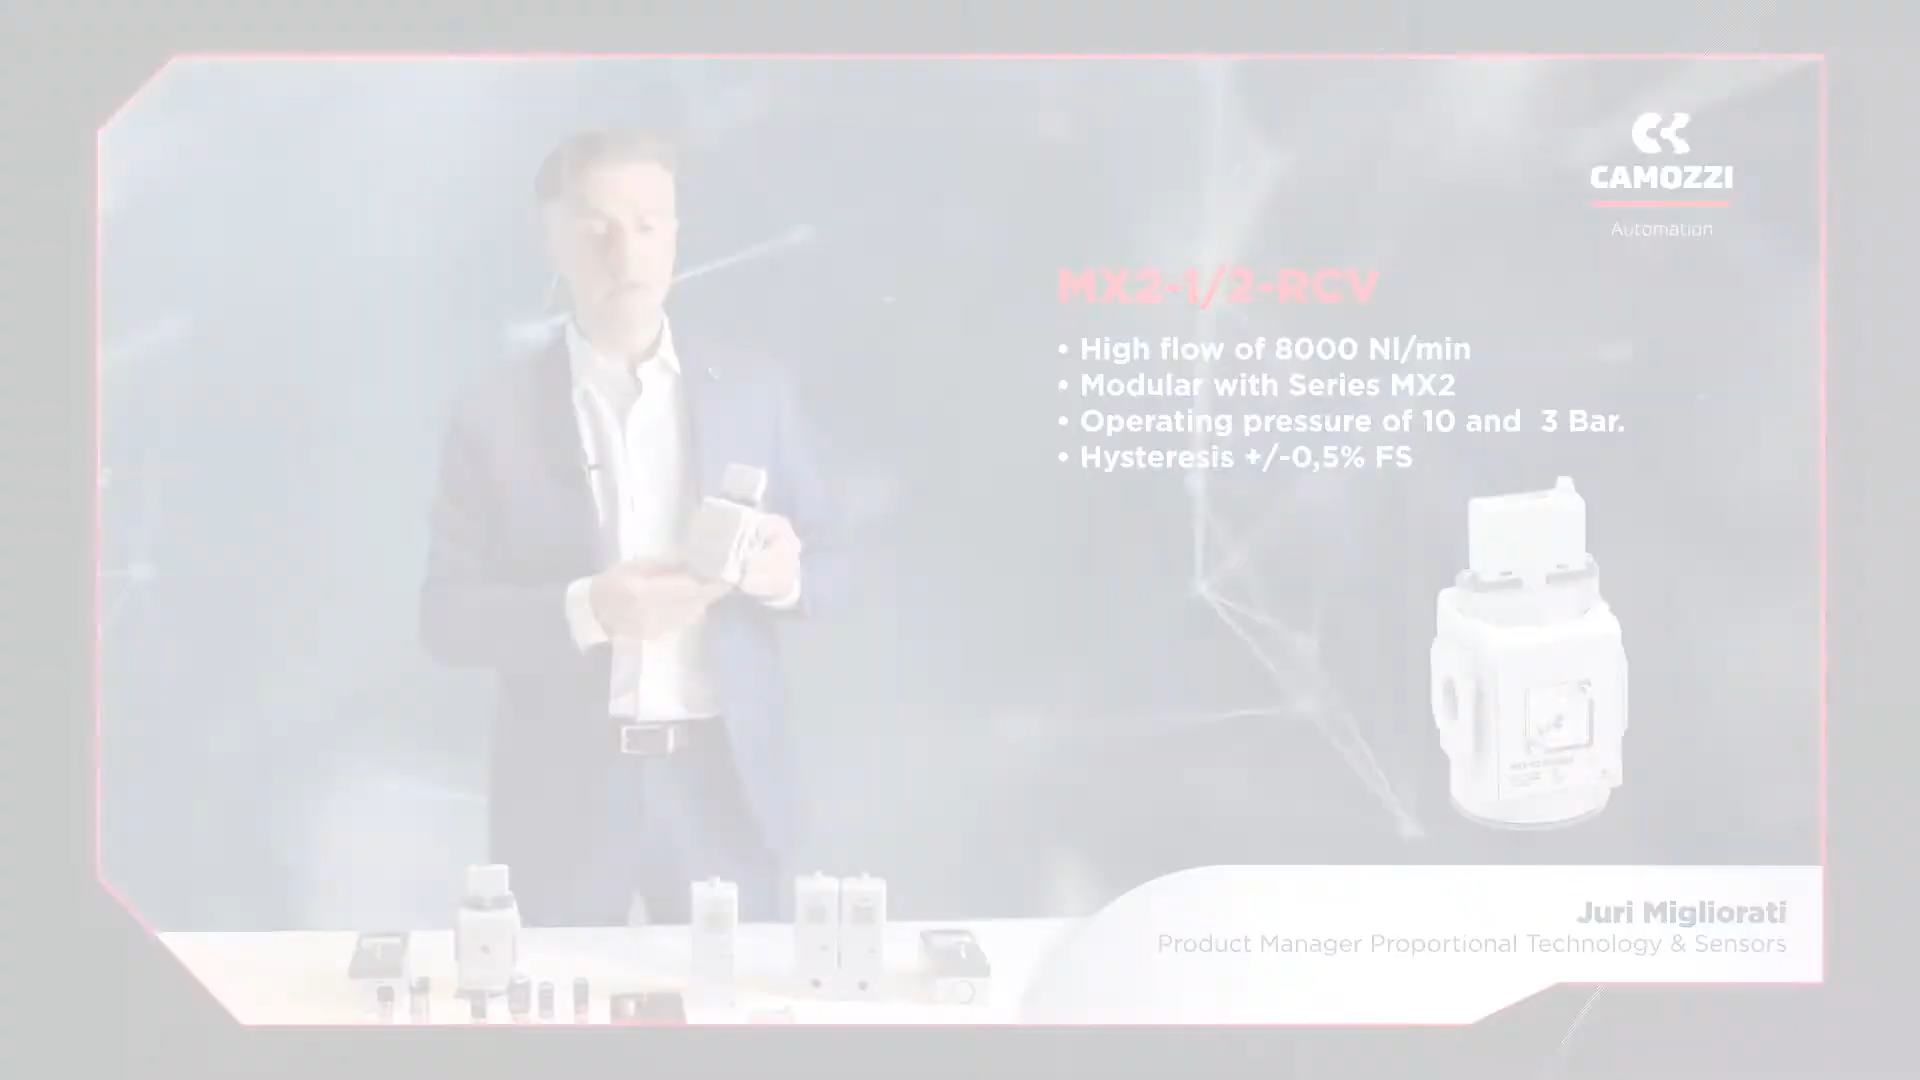 CAMOZZI
Automation
MX2-1/2-RCV
• High flow of 8000 Nl/min
• Modular with Series MX2
• Operating pressure of 10 and  3 Bar.
• Hysteresis +/-0,5% FS
Juri Migliorati
Product Manager Proportional Technology & Sensors